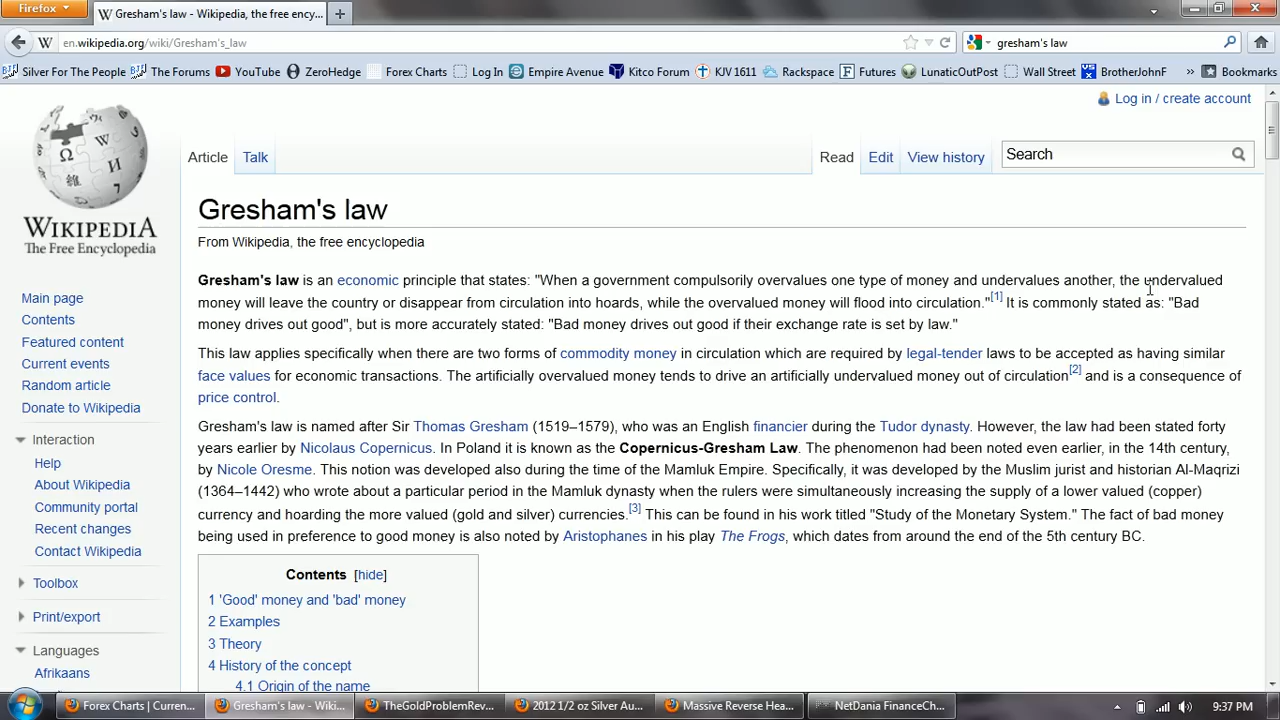 Firefox
Gresham's law - Wikipedia, the free ency...
en.wikipedia.org/wiki/Gresham's_law
gresham's law
Silver For The People
The Forums
YouTube
ZeroHedge
Forex Charts
Log In
Empire Avenue
Kitco Forum
KJV 1611
Rackspace
Futures
LunaticOutPost
Wall Street
BrotherJohnF
»
Bookmarks
Log in / create account
Article
Talk
Read
Edit
View history
Search
WIKIPEDIA
The Free Encyclopedia
Gresham's law
From Wikipedia, the free encyclopedia
Gresham's law is an economic principle that states: "When a government compulsorily overvalues one type of money and undervalues another, the undervalued
money will leave the country or disappear from circulation into hoards, while the overvalued money will flood into circulation."[1] It is commonly stated as: "Bad
money drives out good", but is more accurately stated: "Bad money drives out good if their exchange rate is set by law."
This law applies specifically when there are two forms of commodity money in circulation which are required by legal-tender laws to be accepted as having similar
face values for economic transactions. The artificially overvalued money tends to drive an artificially undervalued money out of circulation[2] and is a consequence of
price control.
Gresham's law is named after Sir Thomas Gresham (1519–1579), who was an English financier during the Tudor dynasty. However, the law had been stated forty
years earlier by Nicolaus Copernicus. In Poland it is known as the Copernicus-Gresham Law. The phenomenon had been noted even earlier, in the 14th century,
by Nicole Oresme. This notion was developed also during the time of the Mamluk Empire. Specifically, it was developed by the Muslim jurist and historian Al-Maqrizi
(1364–1442) who wrote about a particular period in the Mamluk dynasty when the rulers were simultaneously increasing the supply of a lower valued (copper)
currency and hoarding the more valued (gold and silver) currencies.[3] This can be found in his work titled "Study of the Monetary System." The fact of bad money
being used in preference to good money is also noted by Aristophanes in his play The Frogs, which dates from around the end of the 5th century BC.
Main page
Contents
Featured content
Current events
Random article
Donate to Wikipedia
Interaction
Help
About Wikipedia
Community portal
Recent changes
Contact Wikipedia
Toolbox
Print/export
Languages
Afrikaans
Contents [hide]
1 'Good' money and 'bad' money
2 Examples
3 Theory
4 History of the concept
4.1 Origin of the name
Forex Charts | Curren...
Gresham's law - Wiki...
TheGoldProblemRev...
2012 1/2 oz Silver Au...
Massive Reverse Hea...
NetDania FinanceCh...
9:37 PM